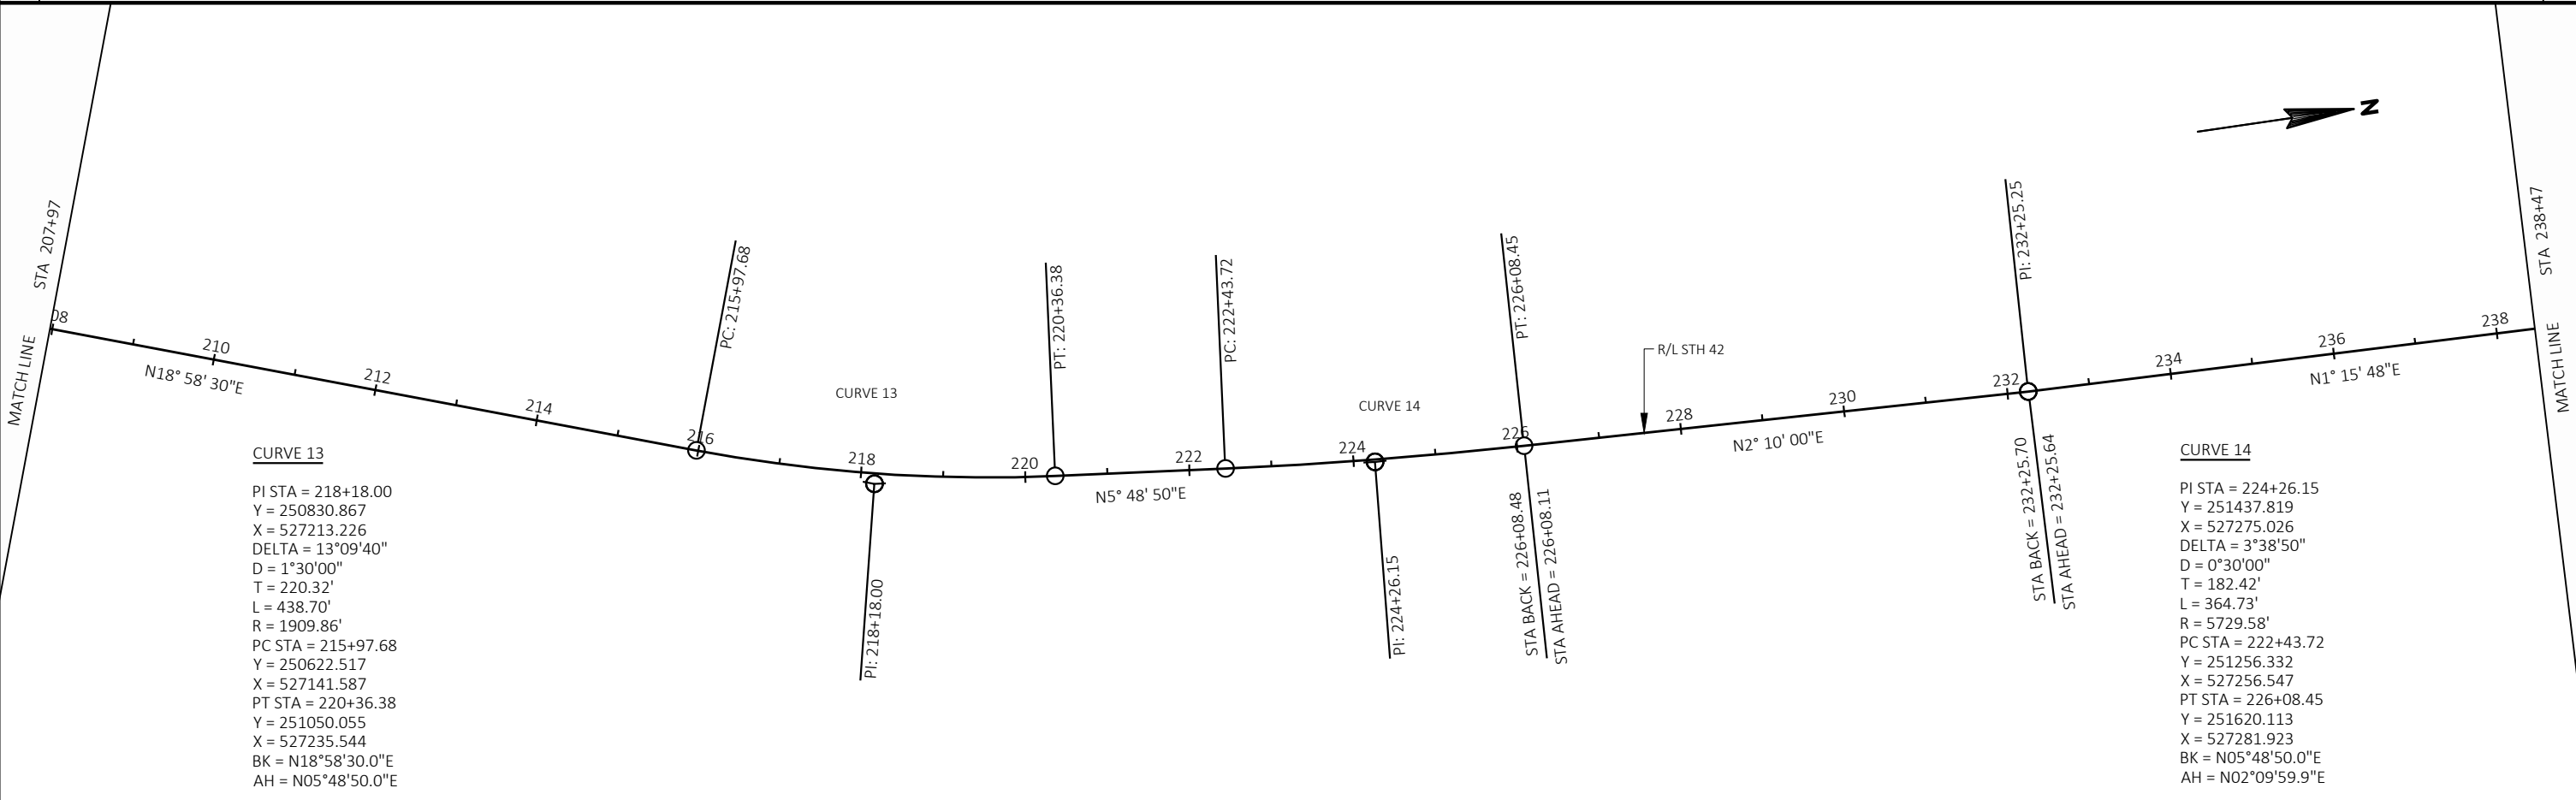 STA 207+97
MATCH LINE
08
210
212
214
216
218
220
222
224
226
228
230
232
234
236
238
N18° 58' 30"E
PC: 215+97.68
CURVE 13
PI: 218+18.00
PT: 220+36.38
N5° 48' 50"E
PC: 222+43.72
CURVE 14
PI: 224+26.15
PT: 226+08.45
STA BACK = 226+08.48
STA AHEAD = 226+08.11
R/L STH 42
N2° 10' 00"E
PI: 232+25.25
STA BACK = 232+25.70
STA AHEAD = 232+25.64
N1° 15' 48"E
N
STA 238+47
MATCH LINE
CURVE 13
PI STA = 218+18.00
Y = 250830.867
X = 527213.226
DELTA = 13°09'40"
D = 1°30'00"
T = 220.32'
L = 438.70'
R = 1909.86'
PC STA = 215+97.68
Y = 250622.517
X = 527141.587
PT STA = 220+36.38
Y = 251050.055
X = 527235.544
BK = N18°58'30.0"E
AH = N05°48'50.0"E
CURVE 14
PI STA = 224+26.15
Y = 251437.819
X = 527275.026
DELTA = 3°38'50"
D = 0°30'00"
T = 182.42'
L = 364.73'
R = 5729.58'
PC STA = 222+43.72
Y = 251256.332
X = 527256.547
PT STA = 226+08.45
Y = 251620.113
X = 527281.923
BK = N05°48'50.0"E
AH = N02°09'59.9"E